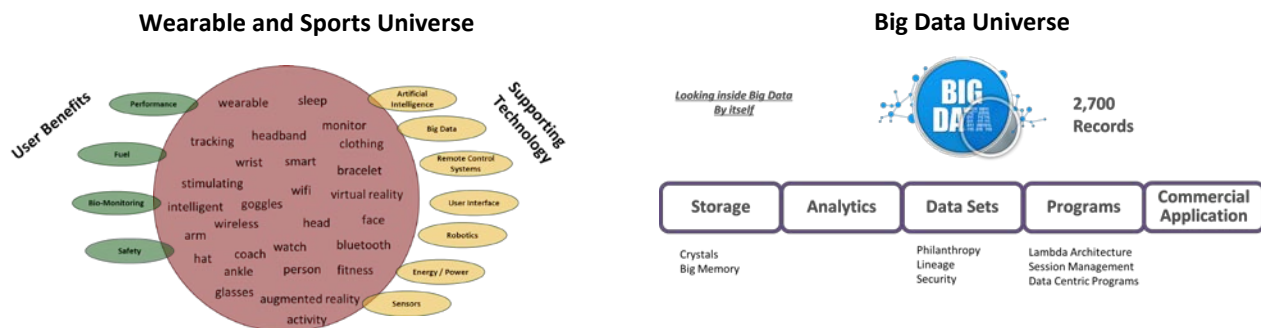 Wearable and Sports Universe
User Benefits
Performance
Fuel
Bio-Monitoring
Safety
wearable
sleep
monitor
tracking
headband
clothing
wrist
smart
bracelet
stimulating
wifi
virtual reality
intelligent
goggles
wireless
head
face
arm
coach
watch
bluetooth
hat
ankle
person
fitness
glasses
augmented reality
activity
Artificial
Intelligence
Big Data
Remote Control
Systems
User Interface
Robotics
Energy / Power
Sensors
Supporting
Technology
Big Data Universe
Looking inside Big Data
By itself
BIG
DATA
2,700
Records
Storage
Analytics
Data Sets
Programs
Commercial
Application
Crystals
Big Memory
Philanthropy
Lineage
Security
Lambda Architecture
Session Management
Data Centric Programs